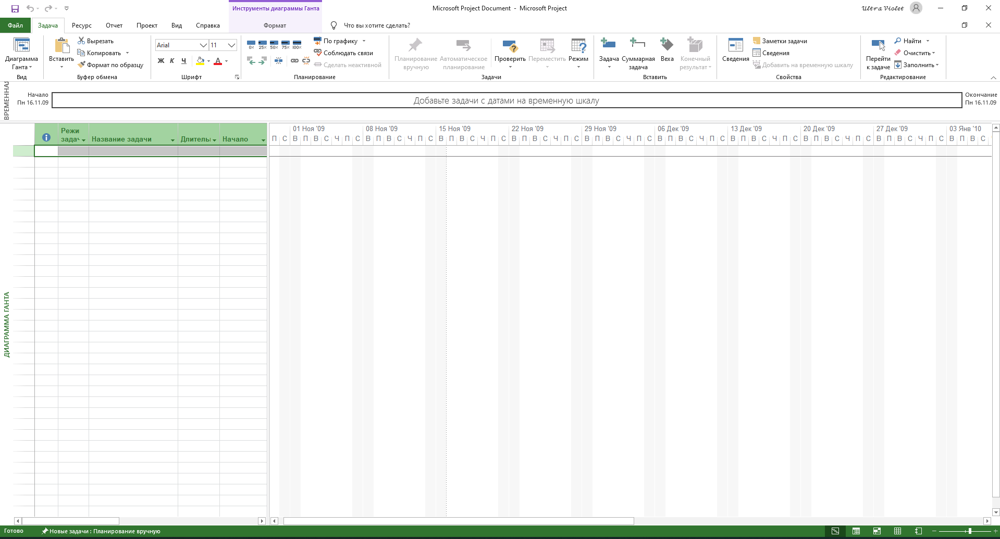 Инструменты диаграммы Ганта
Microsoft Project Document - Microsoft Project
Ultra Violet
Файл Задача Ресурс Отчет Проект Вид Справка Формат Что вы хотите сделать?
Диаграмма Ганта
Вид
Вставить
Вырезать
Копировать
Формат по образцу
Буфер обмена
Arial 11
Ж К Ч
Шрифт
0% 25% 50% 75% 100%
По графику
Соблюдать связи
Сделать неактивной
Планирование
Планирование вручную
Автоматическое планирование
Проверить
Переместить
Режим
Задачи
Задача
Суммарная задача
Веха
Конечный результат
Вставить
Сведения
Заметки задачи
Сведения
Добавить на временную шкалу
Свойства
Перейти к задаче
Найти
Очистить
Заполнить
Редактирование
ВРЕМЕННАЯ
Начало
Пн 16.11.09
Добавьте задачи с датами на временную шкалу
Окончание
Пн 16.11.09
Режи
задач Название задачи Длителы Начало
01 Ноя '09 08 Ноя '09 15 Ноя '09 22 Ноя '09 29 Ноя '09 06 Дек '09 13 Дек '09 20 Дек '09 27 Дек '09 03 Янв '10
П С В П В С Ч П С В П В С Ч П С В П В С Ч П С В П В С Ч П С В П В С Ч П С В П В С Ч П С В П В С Ч П С В П В С Ч П С В П В С Ч П С В П В С
ДИАГРАММА ГАНТА
Готово Новые задачи : Планирование вручную